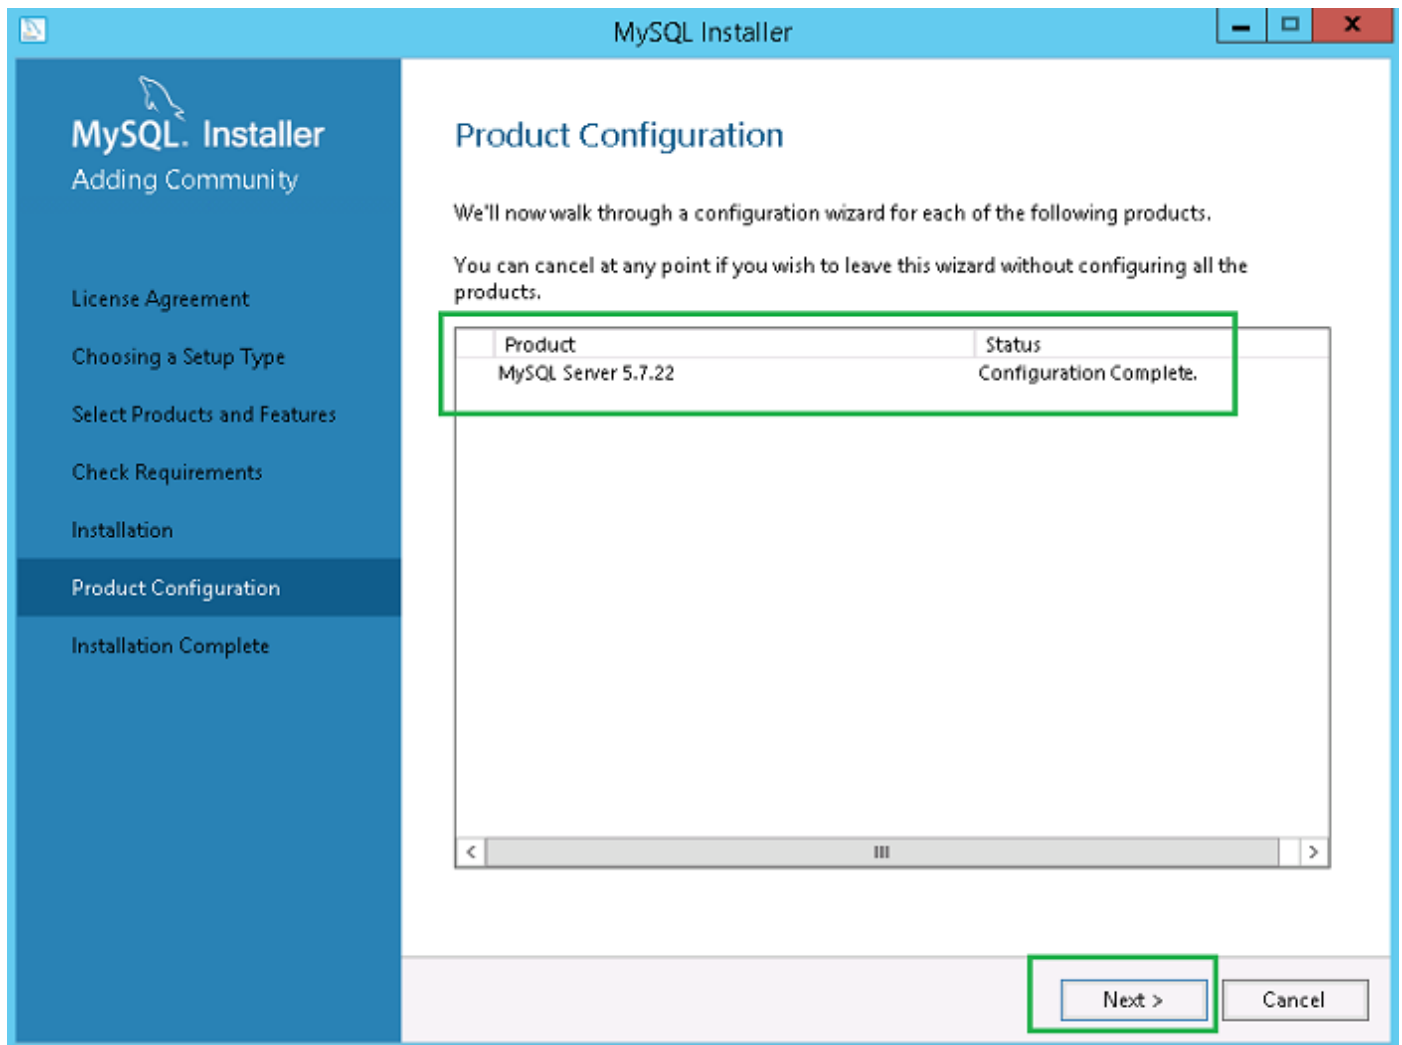 MySQL Installer
MySQL. Installer
Adding Community
License Agreement
Choosing a Setup Type
Select Products and Features
Check Requirements
Installation
Product Configuration
Installation Complete
Product Configuration
We'll now walk through a configuration wizard for each of the following products.
You can cancel at any point if you wish to leave this wizard without configuring all the
products.
Product Status
MySQL Server 5.7.22 Configuration Complete.
Next > Cancel